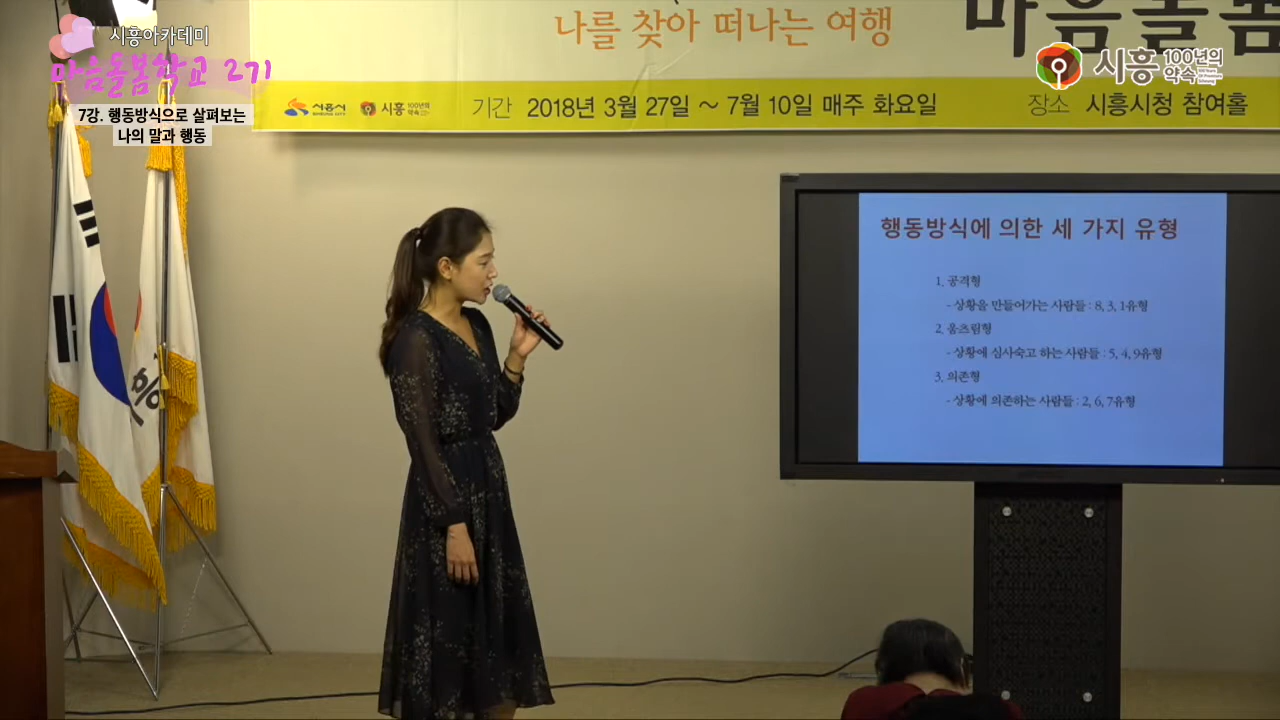 나를 찾아 떠나는 여행
마음돌봄
시흥아카데미
마음돌봄학교 2기
7강. 행동방식으로 살펴보는
나의 말과 행동
시흥 100년의 약속
시흥시 시흥 100년의 약속 기간 2018년 3월 27일 ~ 7월 10일 매주 화요일 장소 시흥시청 참여홀
행동방식에 의한 세 가지 유형
1. 공격형
- 상황을 만들어가는 사람들 : 8, 3, 1유형
2. 움츠림형
- 상황에 심사숙고 하는 사람들 : 5, 4, 9유형
3. 의존형
- 상황에 의존하는 사람들 : 2, 6, 7유형